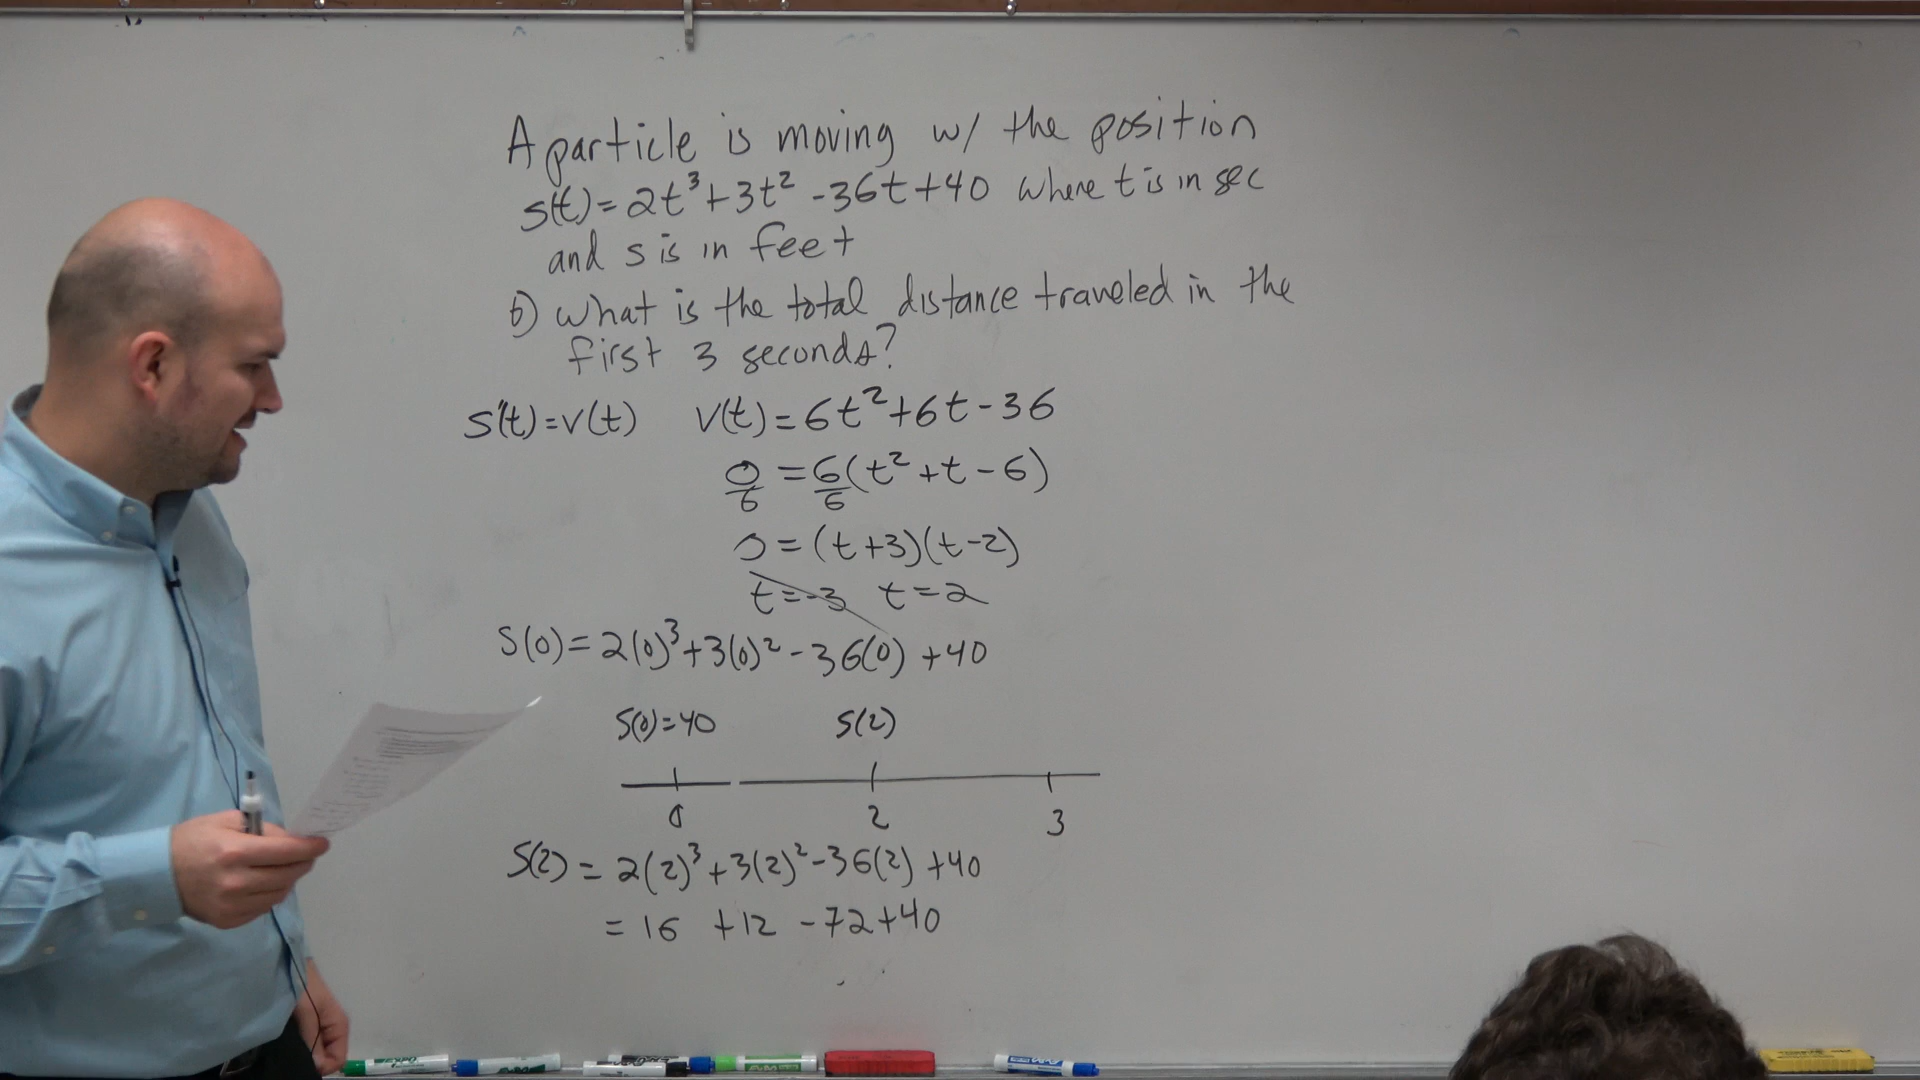 A particle is moving w/ the position
s(t)=2t³+3t²-36t+40 where t is in sec
and s is in feet
b) What is the total distance traveled in the
first 3 seconds?
s'(t)=v(t) v(t)=6t²+6t-36
0/6 = 6/6(t²+t-6)
0=(t+3)(t-2)
t=-3 t=2
S(0)=2(0)³+3(0)²-36(0)+40
S(0)=40 S(2)
0 2 3
S(2)=2(2)³+3(2)²-36(2)+40
=16 +12 -72+40